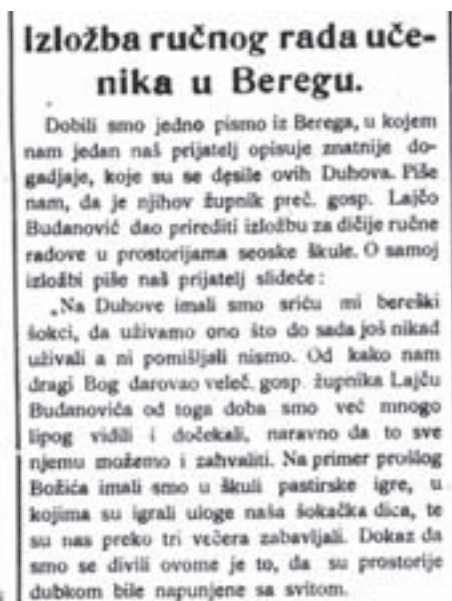 Izložba ručnog rada uče-
nika u Beregu.
Dobili smo jedno pismo iz Berega, u kojem
nam jedan naš prijatelj opisuje znatnije do-
gadjaje, koje su se desile ovih Duhova. Piše
nam, da je njihov župnik preč. gosp. Lajčo
Budanović dao prirediti izložbu za dičije ručne
radove u prostorijama seoske škule. O samoj
izložbi piše naš prijatelj slideće:
„Na Duhove imali smo sriću mi bereški
šokci, da uživamo ono što do sada još nikad
uživali a ni pomišljali nismo. Od kako nam
dragi Bog darovao veleč. gosp. župnika Lajču
Budanovića od toga doba smo već mnogo
lipog vidili i dočekali, naravno da to sve
njemu možemo i zahvaliti. Na primer prošlog
Božića imali smo u škuli pastirske igre, u
kojima su igrali uloge naša šokačka dica, te
su nas preko tri večera zabavljali. Dokaz da
smo se divili ovome je to, da su prostorije
dubkom bile napunjene sa svitom.